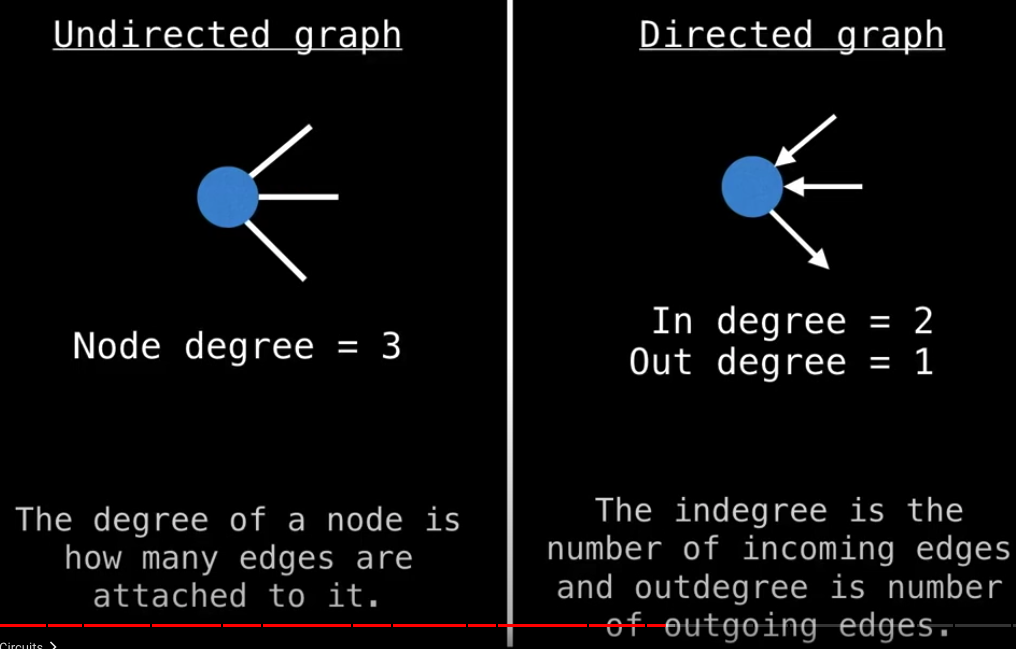 Undirected graph
Node degree = 3
The degree of a node is
how many edges are
attached to it.
Directed graph
In degree = 2
Out degree = 1
The indegree is the
number of incoming edges
and outdegree is number
of outgoing edges.
Circuits >